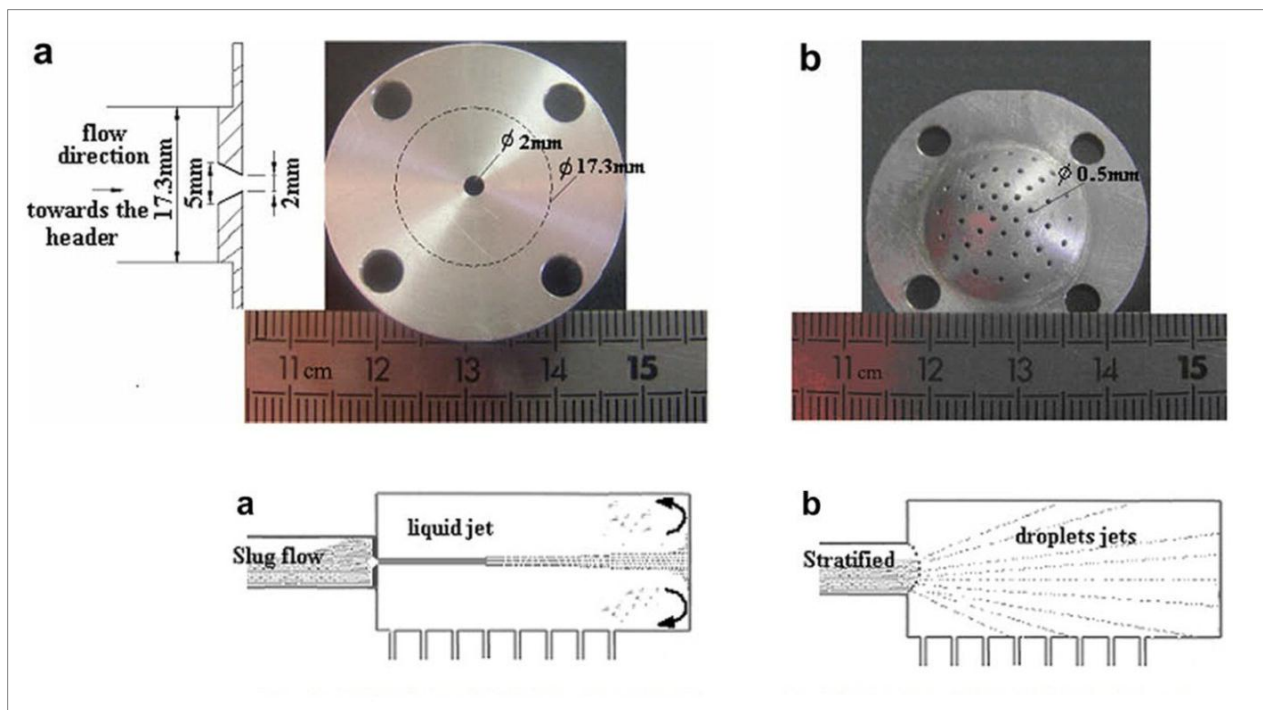 a
flow
direction
towards the
header
17.3mm
5mm
2mm
ϕ 2mm
ϕ 17.3mm
11 cm 12 13 14 15
b
ϕ 0.5mm
11 cm 12 13 14 15
a
liquid jet
Slug flow
b
droplets jets
Stratified